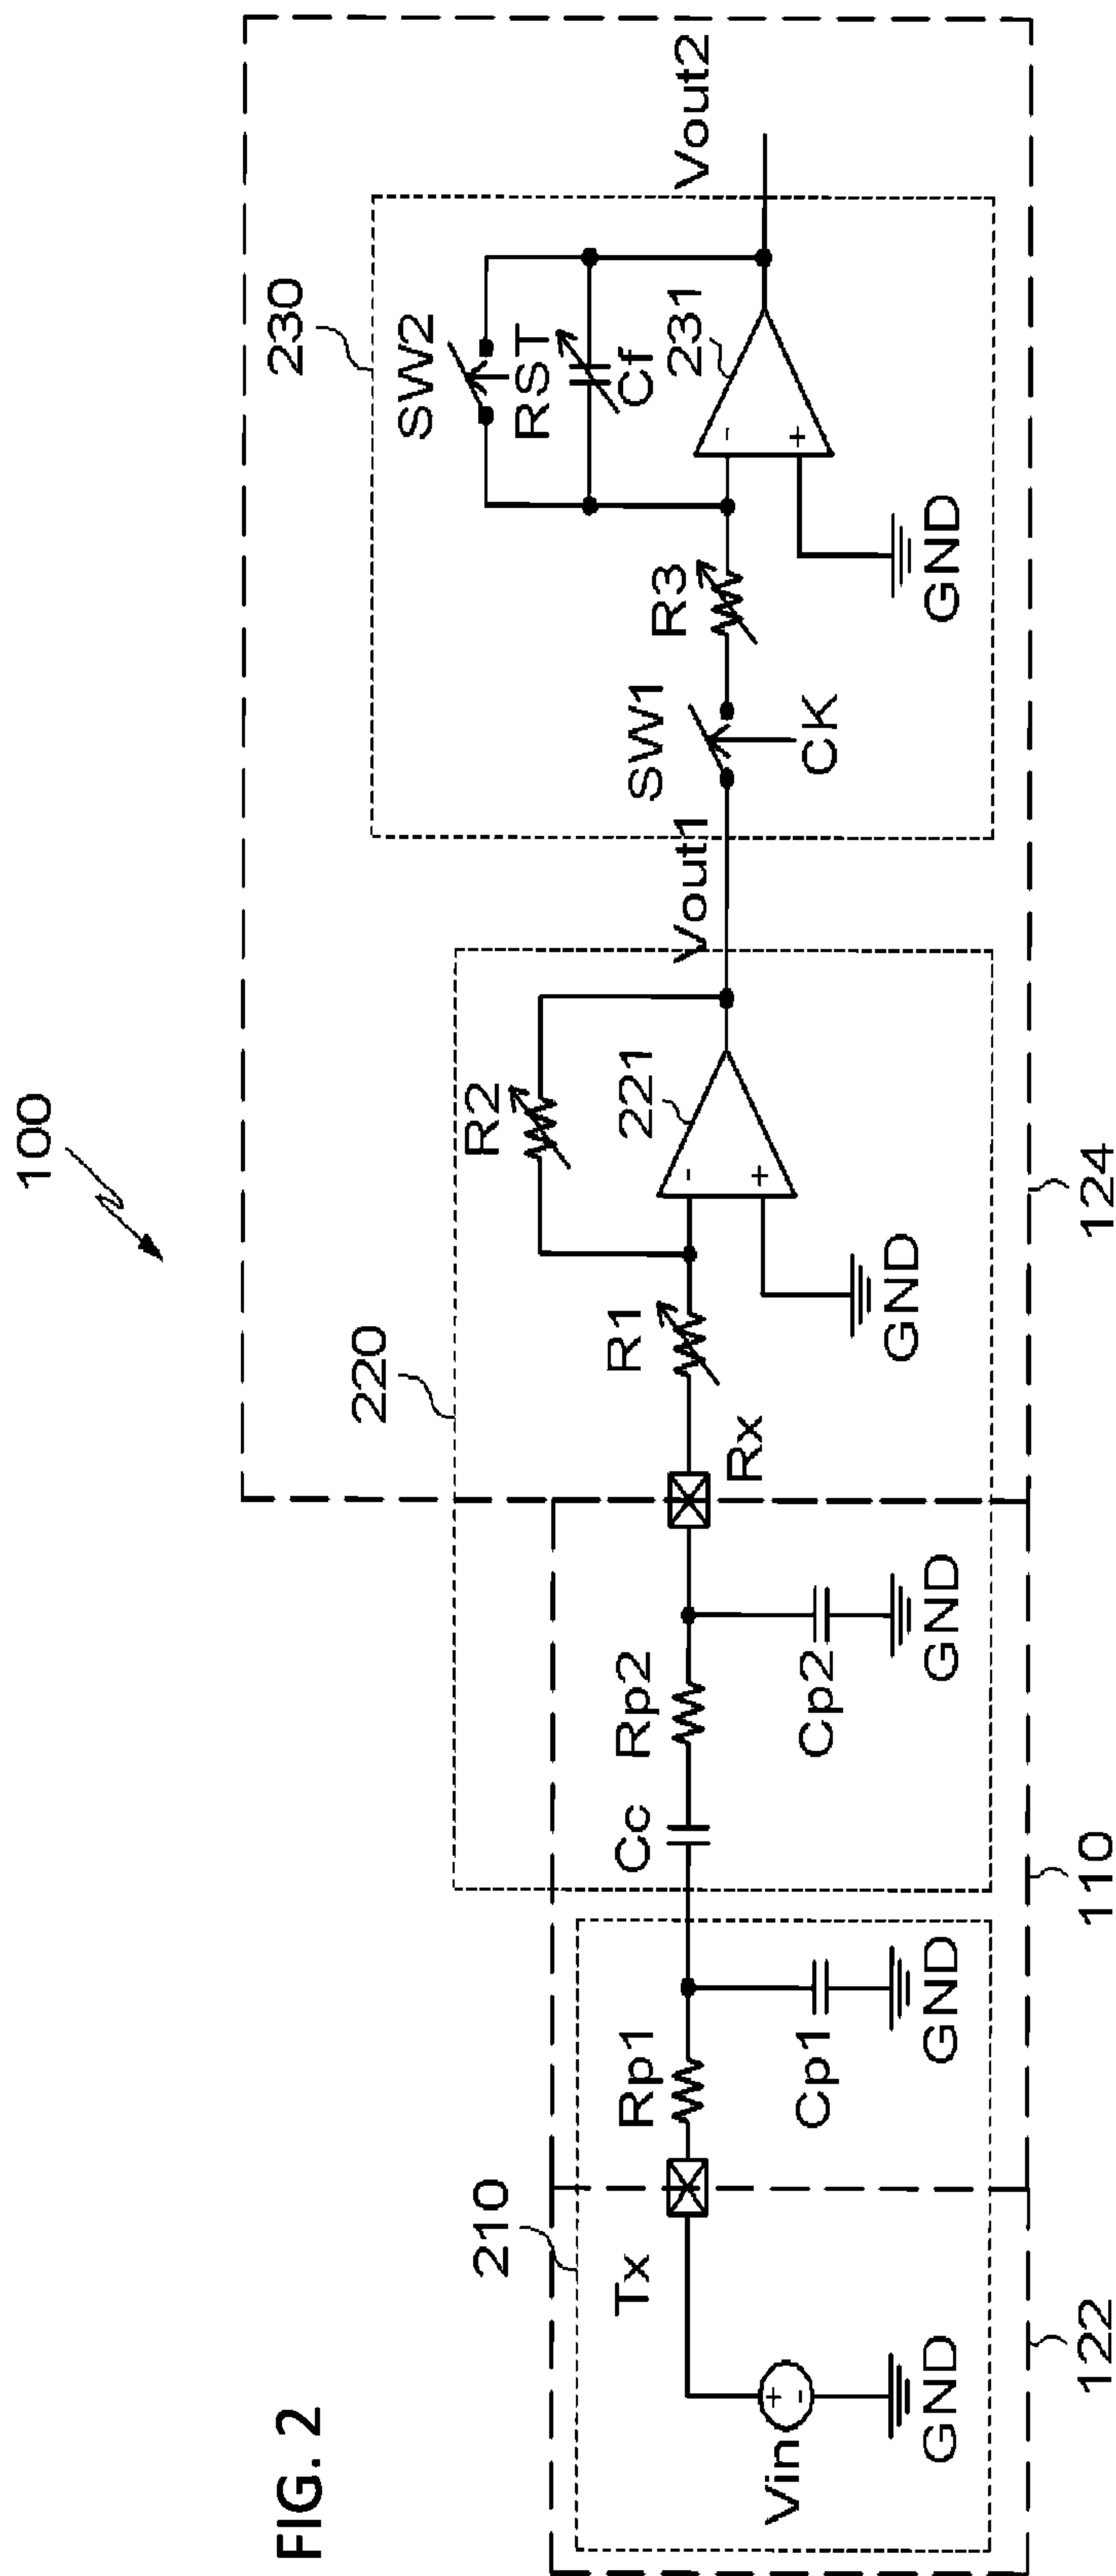 FIG. 2
100
210
220
230
Vin
GND
Tx
Rp1
Cp1
GND
Cc
Rp2
Cp2
GND
Rx
R1
R2
221
-
+
GND
Vout1
SW1
CK
R3
SW2
RST
Cf
231
-
+
GND
Vout2
+
-
122
110
124